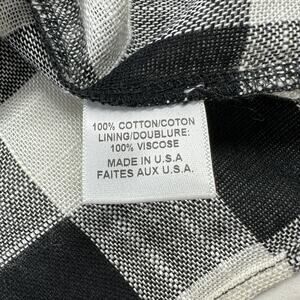 100% COTTON/COTON
LINING/DOUBLURE:
100% VISCOSE
MADE IN U.S.A
FAITES AUX U.S.A.